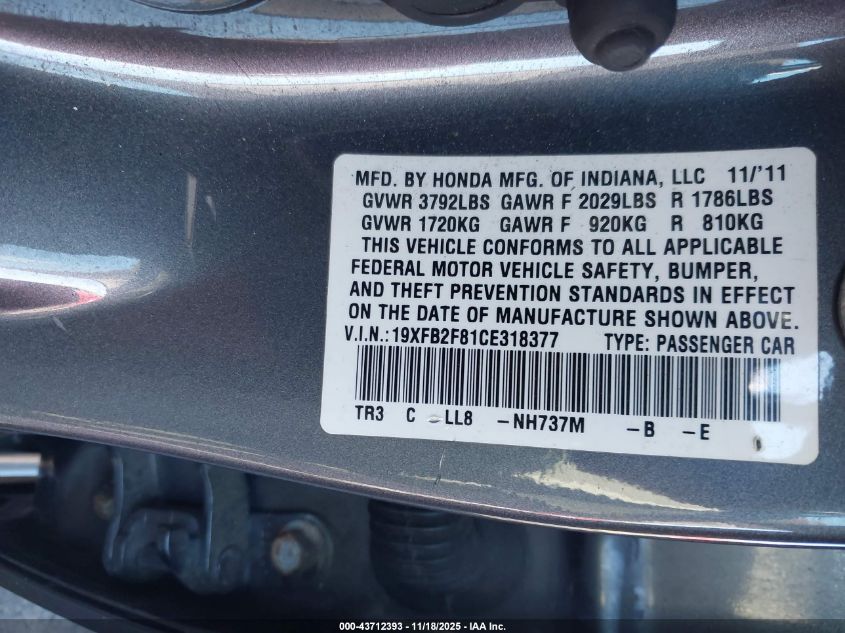 MFD. BY HONDA MFG. OF INDIANA, LLC 11/'11
GVWR 3792LBS GAWR F 2029LBS R 1786LBS
GVWR 1720KG GAWR F 920KG R 810KG
THIS VEHICLE CONFORMS TO ALL APPLICABLE
FEDERAL MOTOR VEHICLE SAFETY, BUMPER,
AND THEFT PREVENTION STANDARDS IN EFFECT
ON THE DATE OF MANUFACTURE SHOWN ABOVE.
V.I.N.: 19XFB2F81CE318377 TYPE: PASSENGER CAR
TR3 C -LL8 -NH737M -B -E
000-43712393 - 11/18/2025 - IAA Inc.